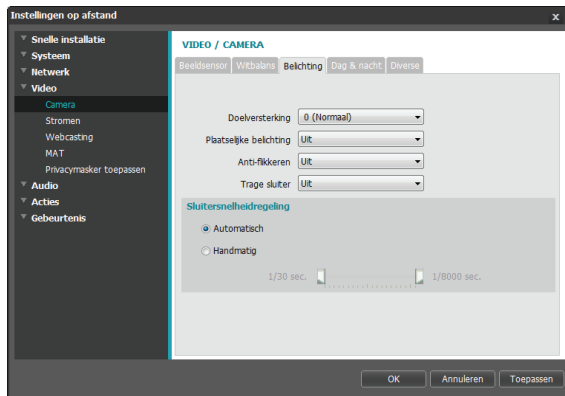 Instellingen op afstand
x
Snelle installatie
Systeem
Netwerk
Video
Camera
Stromen
Webcasting
MAT
Privacymasker toepassen
Audio
Acties
Gebeurtenis
VIDEO / CAMERA
Beeldsensor Witbalans Belichting Dag & nacht Diverse
Doelversterking 0 (Normaal)
Plaatselijke belichting Uit
Anti-flikkeren Uit
Trage sluiter Uit
Sluitersnelheidregeling
Automatisch
Handmatig
1/30 sec. 1/8000 sec.
OK Annuleren Toepassen